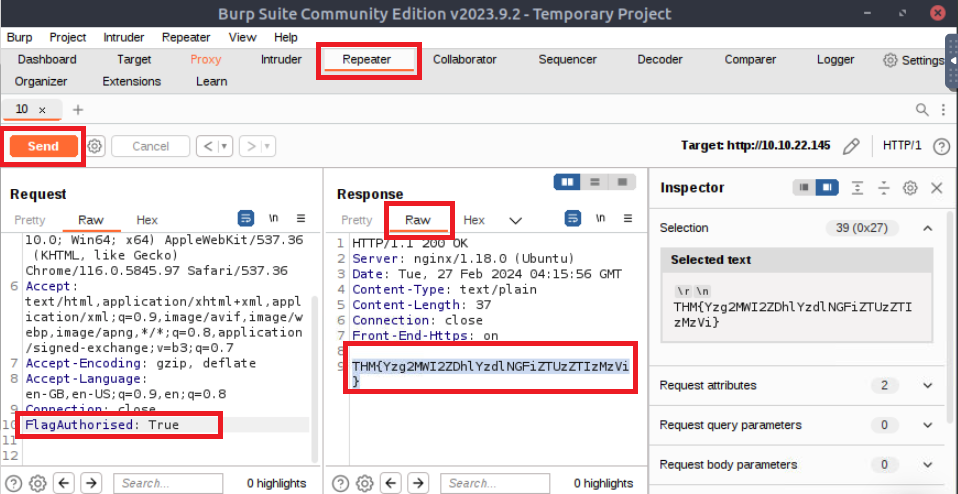 Burp Suite Community Edition v2023.9.2 - Temporary Project
Burp Project Intruder Repeater View Help
Dashboard Target Proxy Intruder Repeater Collaborator Sequencer Decoder Comparer Logger Settings
Organizer Extensions Learn
10 × +
Send Cancel < > Target: http://10.10.22.145 HTTP/1 ?
Request
Pretty Raw Hex \n
10.0; Win64; x64) AppleWebKit/537.36
(KHTML, like Gecko)
Chrome/116.0.5845.97 Safari/537.36
6 Accept:
text/html,application/xhtml+xml,appl
ication/xml;q=0.9,image/avif,image/w
ebp,image/apng,*/*;q=0.8,application
/signed-exchange;v=b3;q=0.7
7 Accept-Encoding: gzip, deflate
8 Accept-Language:
en-GB,en-US;q=0.9,en;q=0.8
9 Connection: close
10 FlagAuthorised: True
11
12
? Search... 0 highlights
Response
Pretty Raw Hex \n
1 HTTP/1.1 200 OK
2 Server: nginx/1.18.0 (Ubuntu)
3 Date: Tue, 27 Feb 2024 04:15:56 GMT
4 Content-Type: text/plain
5 Content-Length: 37
6 Connection: close
7 Front-End-Https: on
8
9 THM{Yzg2MWI2ZDhlYzdlNGFiZTUzZTIzMzVi
}
? Search... 0 highlights
Inspector
Selection 39 (0x27)
Selected text
\r \n
THM{Yzg2MWI2ZDhlYzdlNGFiZTUzZTI
zMzVi}
Request attributes 2
Request query parameters 0
Request body parameters 0